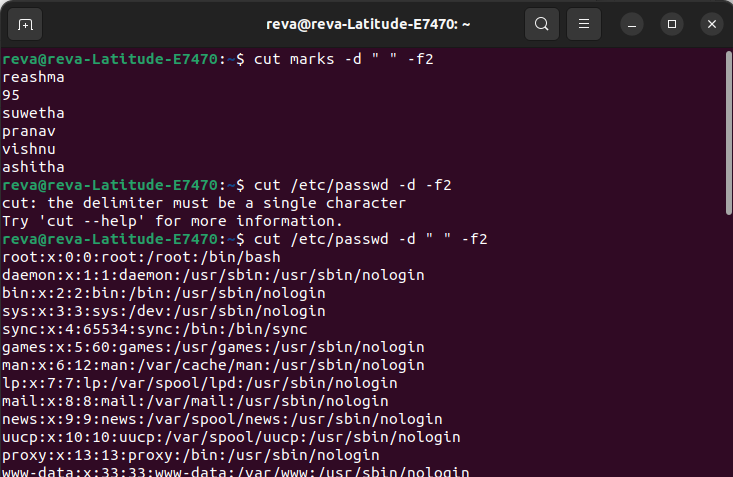 reva@reva-Latitude-E7470: ~
reva@reva-Latitude-E7470:~$ cut marks -d " " -f2
reashma
95
suwetha
pranav
vishnu
ashitha
reva@reva-Latitude-E7470:~$ cut /etc/passwd -d -f2
cut: the delimiter must be a single character
Try 'cut --help' for more information.
reva@reva-Latitude-E7470:~$ cut /etc/passwd -d " " -f2
root:x:0:0:root:/root:/bin/bash
daemon:x:1:1:daemon:/usr/sbin:/usr/sbin/nologin
bin:x:2:2:bin:/bin:/usr/sbin/nologin
sys:x:3:3:sys:/dev:/usr/sbin/nologin
sync:x:4:65534:sync:/bin:/bin/sync
games:x:5:60:games:/usr/games:/usr/sbin/nologin
man:x:6:12:man:/var/cache/man:/usr/sbin/nologin
lp:x:7:7:lp:/var/spool/lpd:/usr/sbin/nologin
mail:x:8:8:mail:/var/mail:/usr/sbin/nologin
news:x:9:9:news:/var/spool/news:/usr/sbin/nologin
uucp:x:10:10:uucp:/var/spool/uucp:/usr/sbin/nologin
proxy:x:13:13:proxy:/bin:/usr/sbin/nologin
www-data:x:33:33:www-data:/var/www:/usr/sbin/nologin